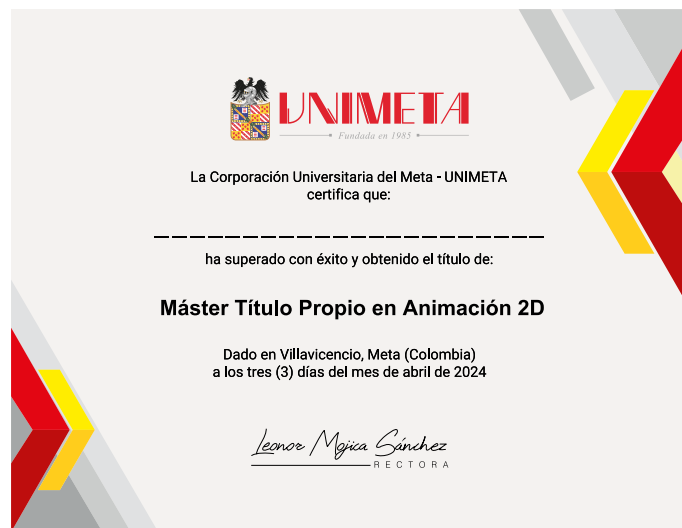 UNIMETA
Fundada en 1985
La Corporación Universitaria del Meta - UNIMETA
certifica que:
ha superado con éxito y obtenido el título de:
Máster Título Propio en Animación 2D
Dado en Villavicencio, Meta (Colombia)
a los tres (3) días del mes de abril de 2024
Leonor Mojica Sánchez
RECTORA